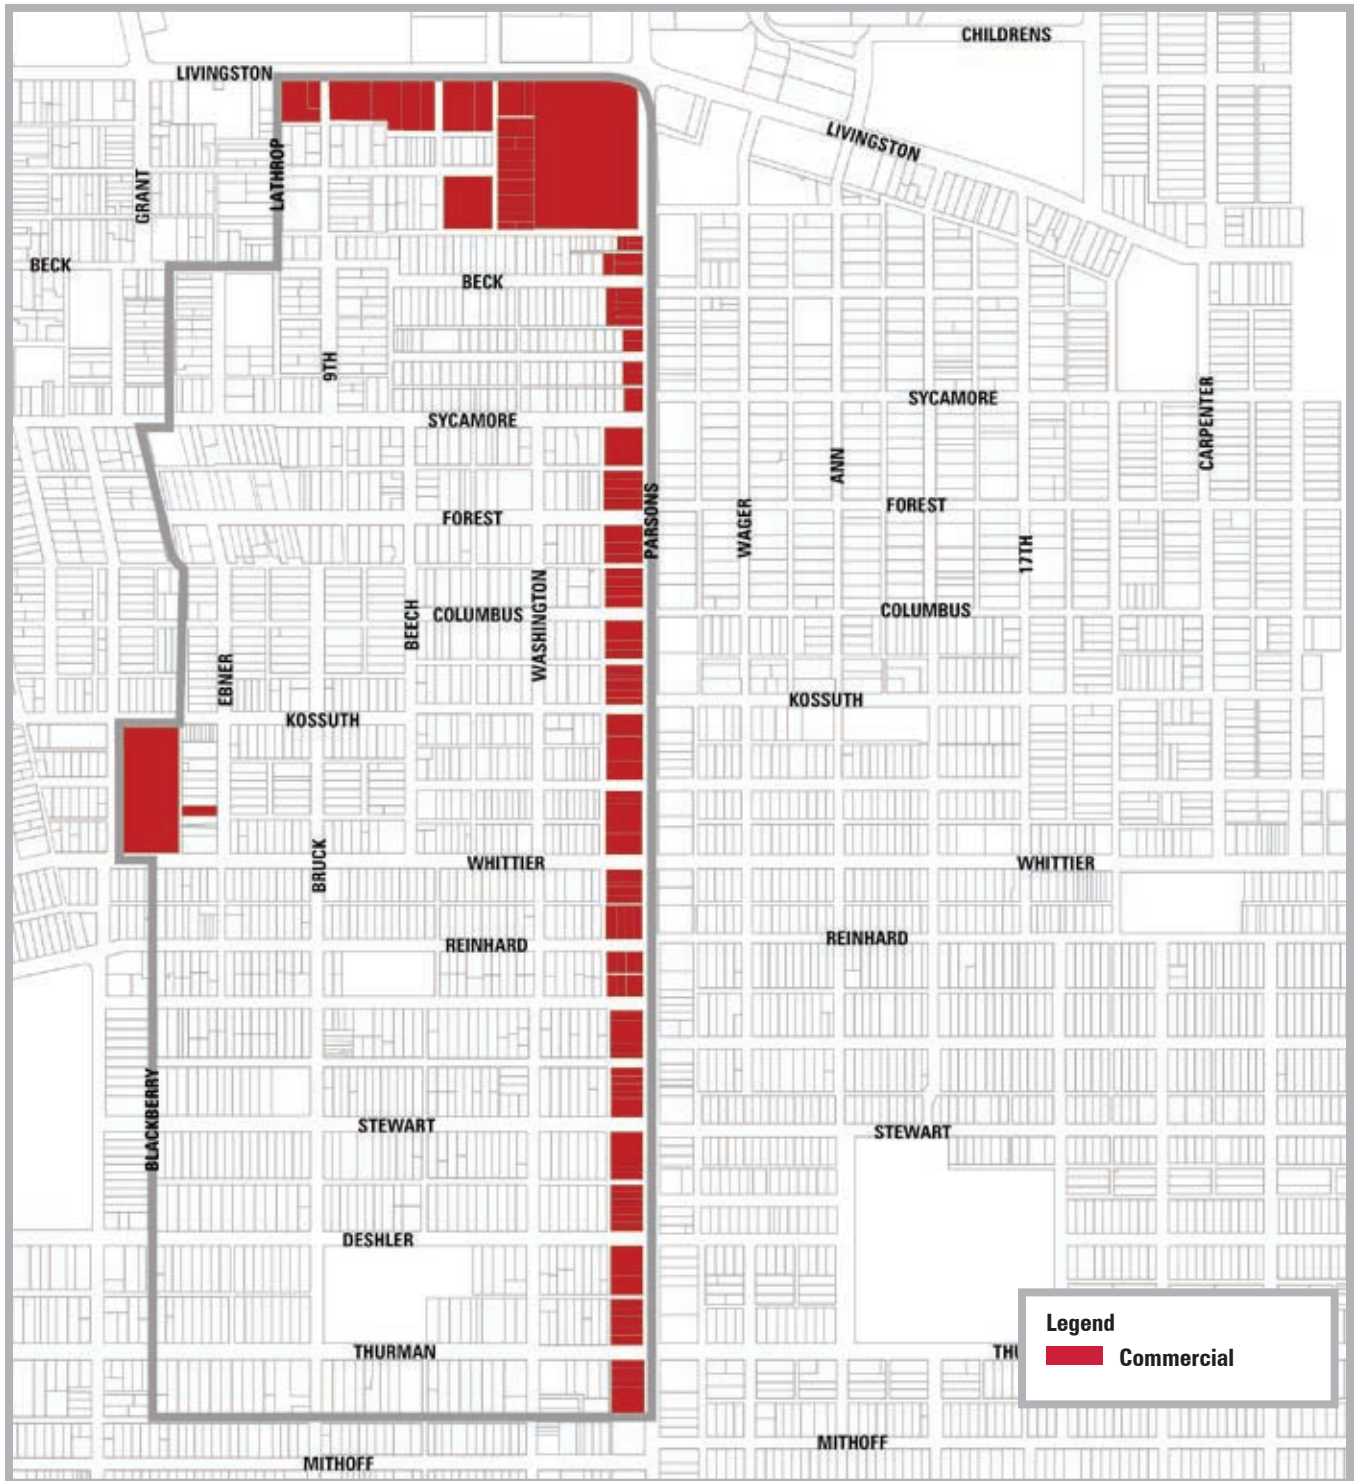 CHILDRENS
LIVINGSTON
LIVINGSTON
LATHROP
GRANT
BECK
BECK
9TH
SYCAMORE
SYCAMORE
CARPENTER
ANN
FOREST
FOREST
PARSONS
WAGER
17TH
COLUMBUS
COLUMBUS
BEECH
WASHINGTON
EBNER
KOSSUTH
KOSSUTH
BRUCK
WHITTIER
WHITTIER
REINHARD
REINHARD
BLACKBERRY
STEWART
STEWART
DESHLER
THURMAN
THU
Legend
Commercial
MITHOFF
MITHOFF